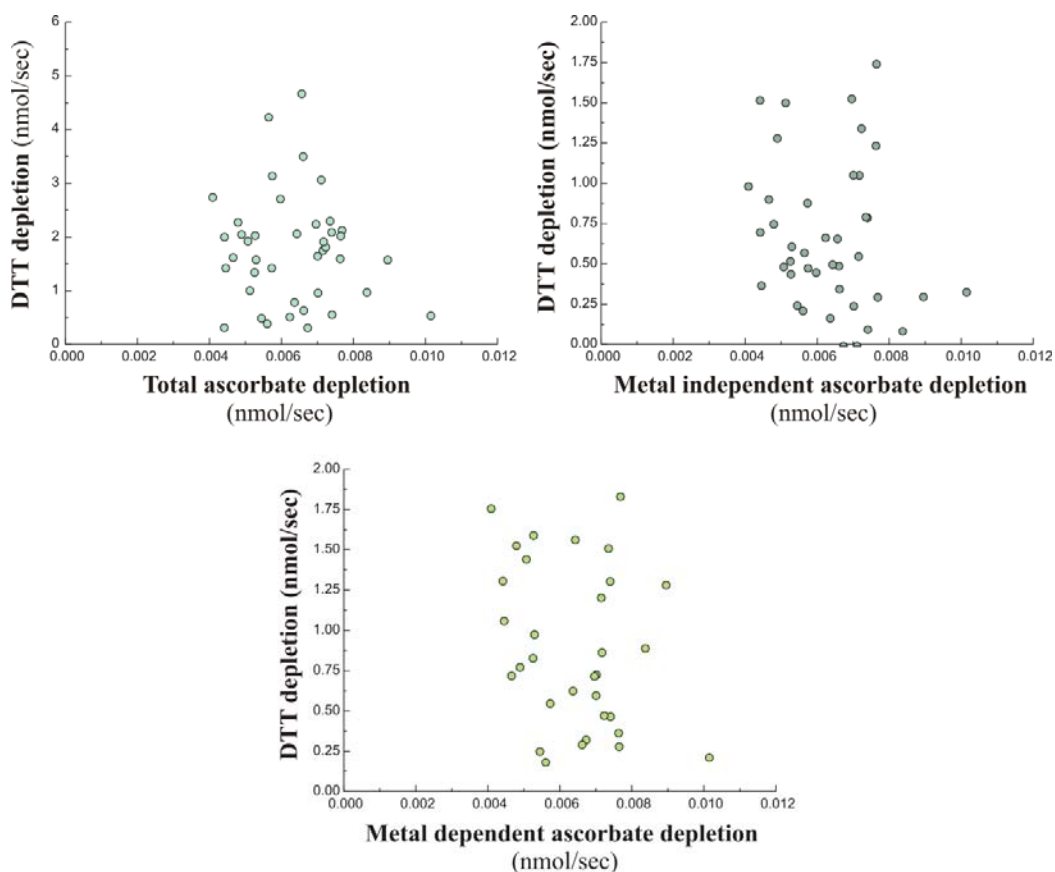 6
5
4
3
2
1
0
DTT depletion (nmol/sec)
0.000 0.002 0.004 0.006 0.008 0.010 0.012
Total ascorbate depletion
(nmol/sec)
2.00
1.75
1.50
1.25
1.00
0.75
0.50
0.25
0.00
DTT depletion (nmol/sec)
0.000 0.002 0.004 0.006 0.008 0.010 0.012
Metal independent ascorbate depletion
(nmol/sec)
2.00
1.75
1.50
1.25
1.00
0.75
0.50
0.25
0.00
DTT depletion (nmol/sec)
0.000 0.002 0.004 0.006 0.008 0.010 0.012
Metal dependent ascorbate depletion
(nmol/sec)